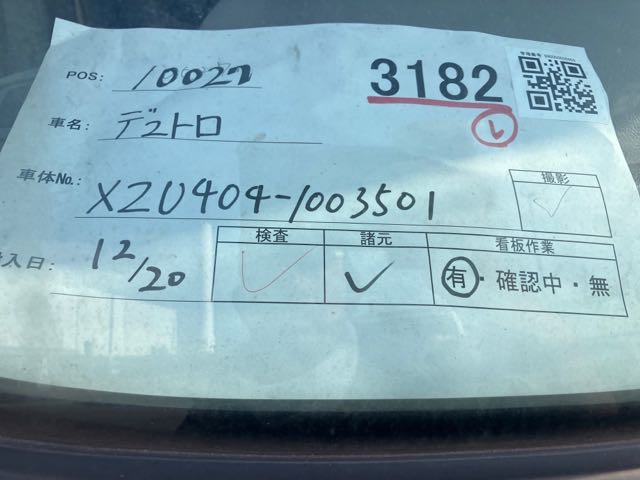 POS: 10027
3182
車名: デュトロ
レ
車体No.: XZU404-1003501
撮影
入日: 12/20
検査 諸元 看板作業
有・確認中・無